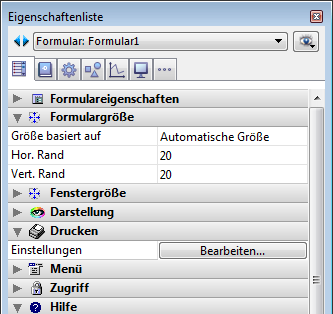 Eigenschaftenliste
Formular: Formular1
Formulareigenschaften
Formulargröße
Größe basiert auf Automatische Größe
Hor. Rand 20
Vert. Rand 20
Fenstergröße
Darstellung
Drucken
Einstellungen Bearbeiten...
Menü
Zugriff
Hilfe